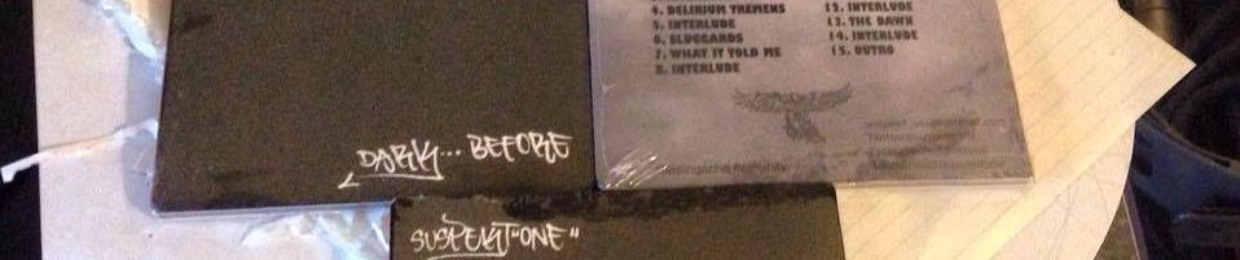 4. DELIRIUM TREMENS
5. INTERLUDE
6. SLUGGARDS
7. WHAT IT TOLD ME
8. INTERLUDE
12. INTERLUDE
13. THE DAWN
14. INTERLUDE
15. OUTRO
DARK... BEFORE
SUSPEKT "ONE"